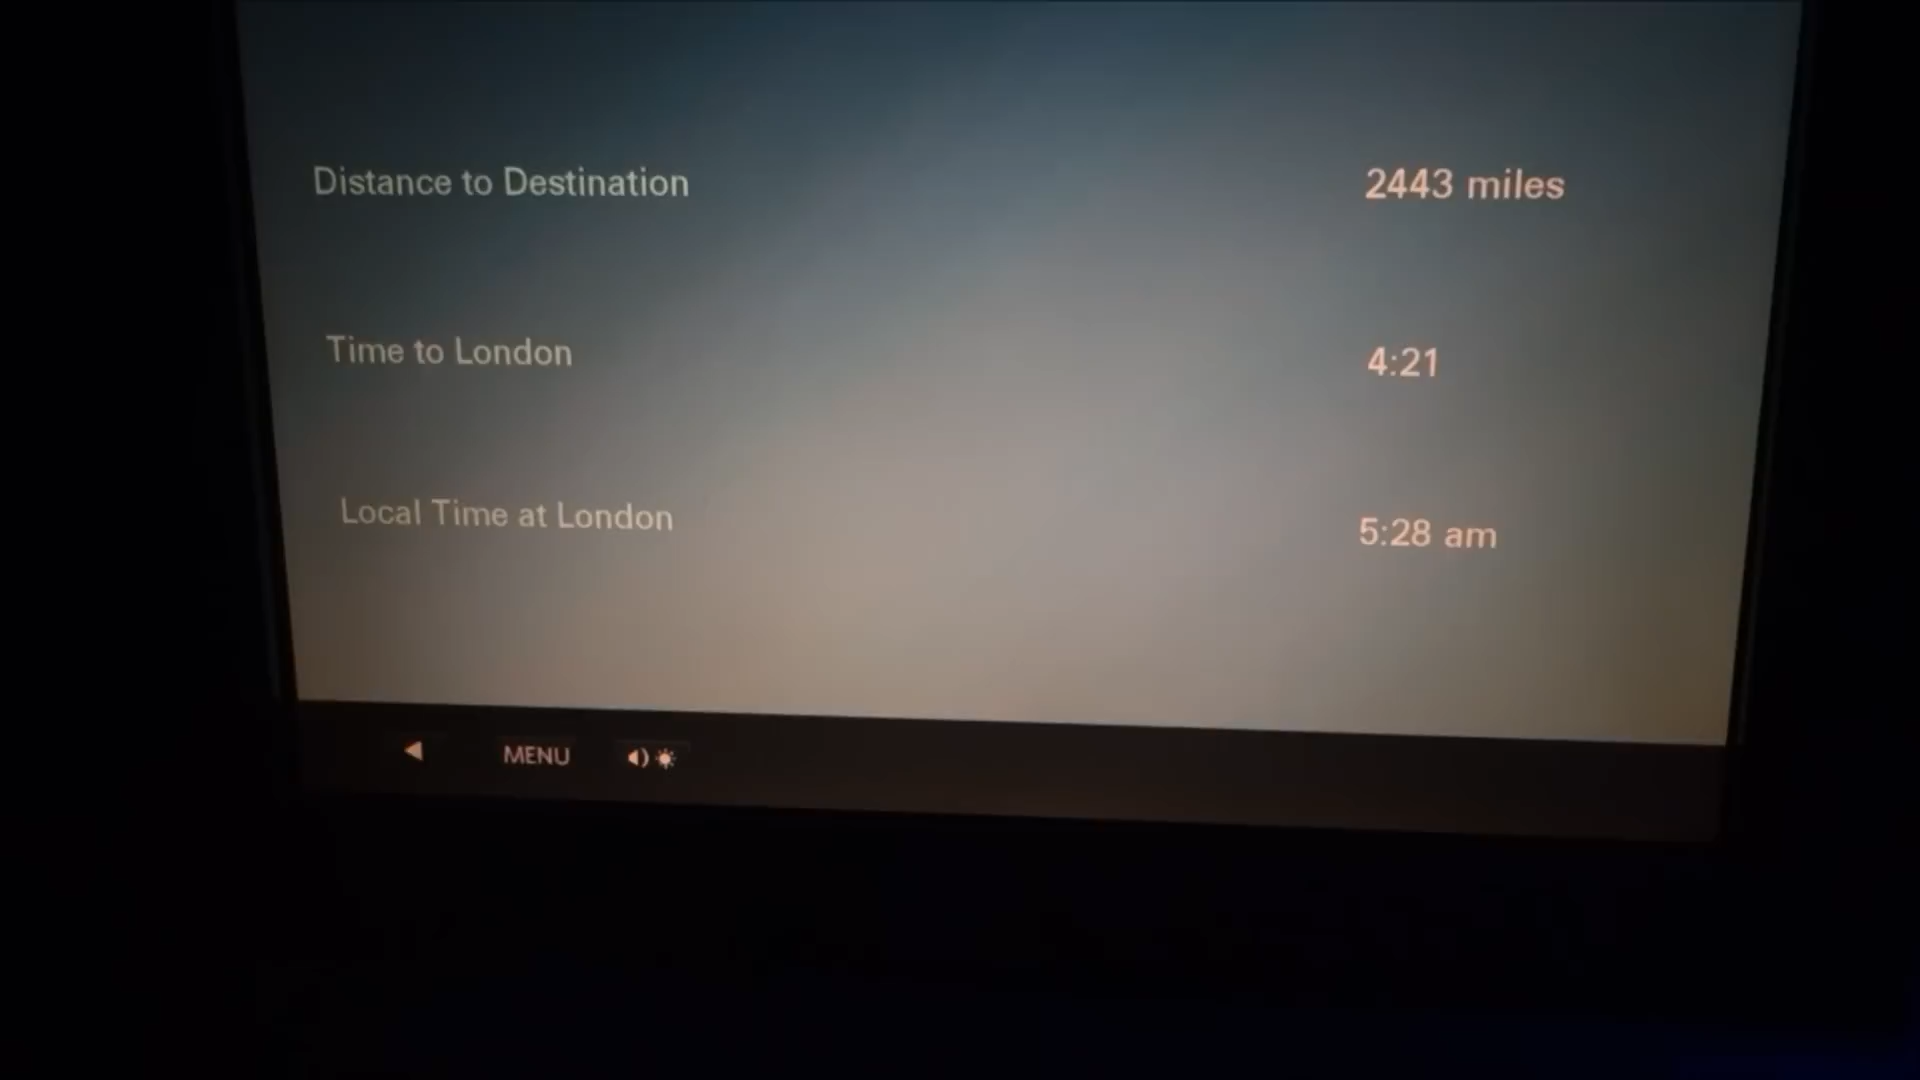 Distance to Destination 2443 miles
Time to London 4:21
Local Time at London 5:28 am
MENU